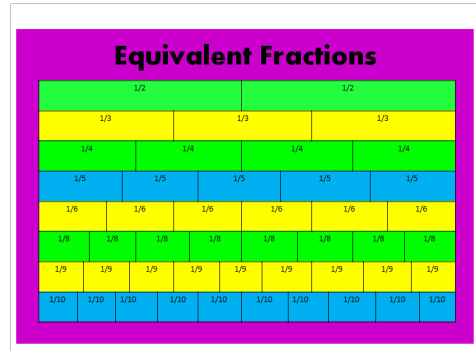 Equivalent Fractions
1/2 1/2
1/3 1/3 1/3
1/4 1/4 1/4 1/4
1/5 1/5 1/5 1/5 1/5
1/6 1/6 1/6 1/6 1/6 1/6
1/8 1/8 1/8 1/8 1/8 1/8 1/8 1/8
1/9 1/9 1/9 1/9 1/9 1/9 1/9 1/9 1/9
1/10 1/10 1/10 1/10 1/10 1/10 1/10 1/10 1/10 1/10